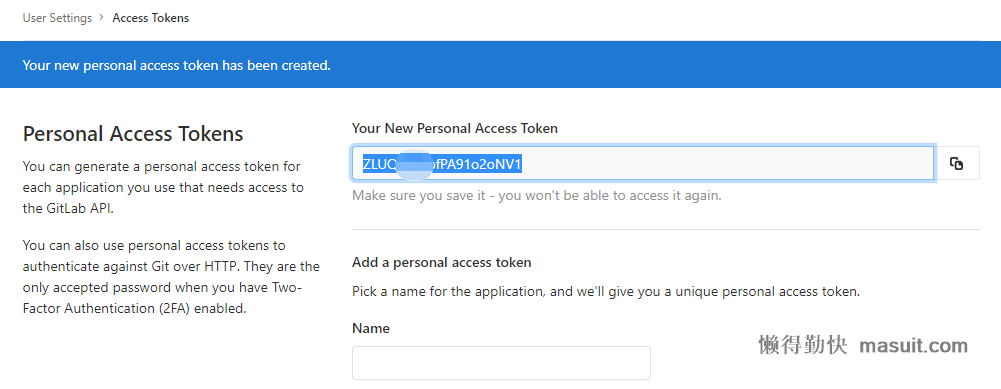 User Settings > Access Tokens
Your new personal access token has been created.
Personal Access Tokens
You can generate a personal access token for
each application you use that needs access to
the GitLab API.
You can also use personal access tokens to
authenticate against Git over HTTP. They are the
only accepted password when you have Two-
Factor Authentication (2FA) enabled.
Your New Personal Access Token
Make sure you save it - you won't be able to access it again.
Add a personal access token
Pick a name for the application, and we'll give you a unique personal access token.
Name
懒得勤快 masuit.com